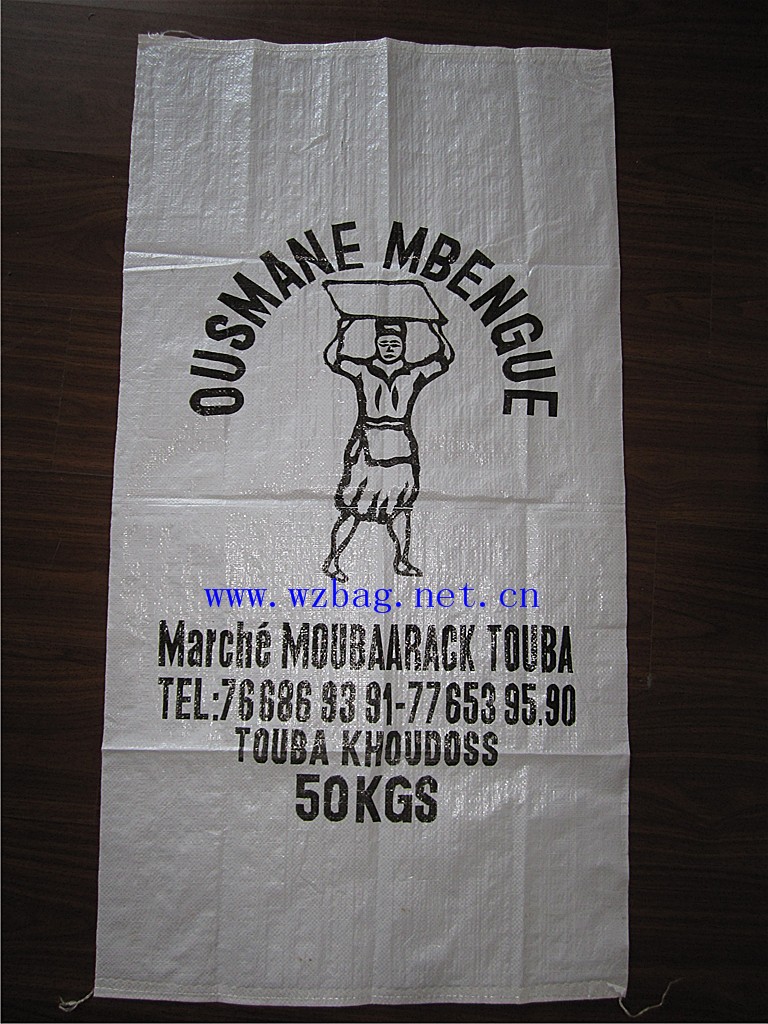 OUSMANE MBENGUE
www.wzbag.net.cn
Marché MOUBAARACK TOUBA
TEL:76 686 93 91-77 653 95.90
TOUBA KHOUDOSS
50KGS